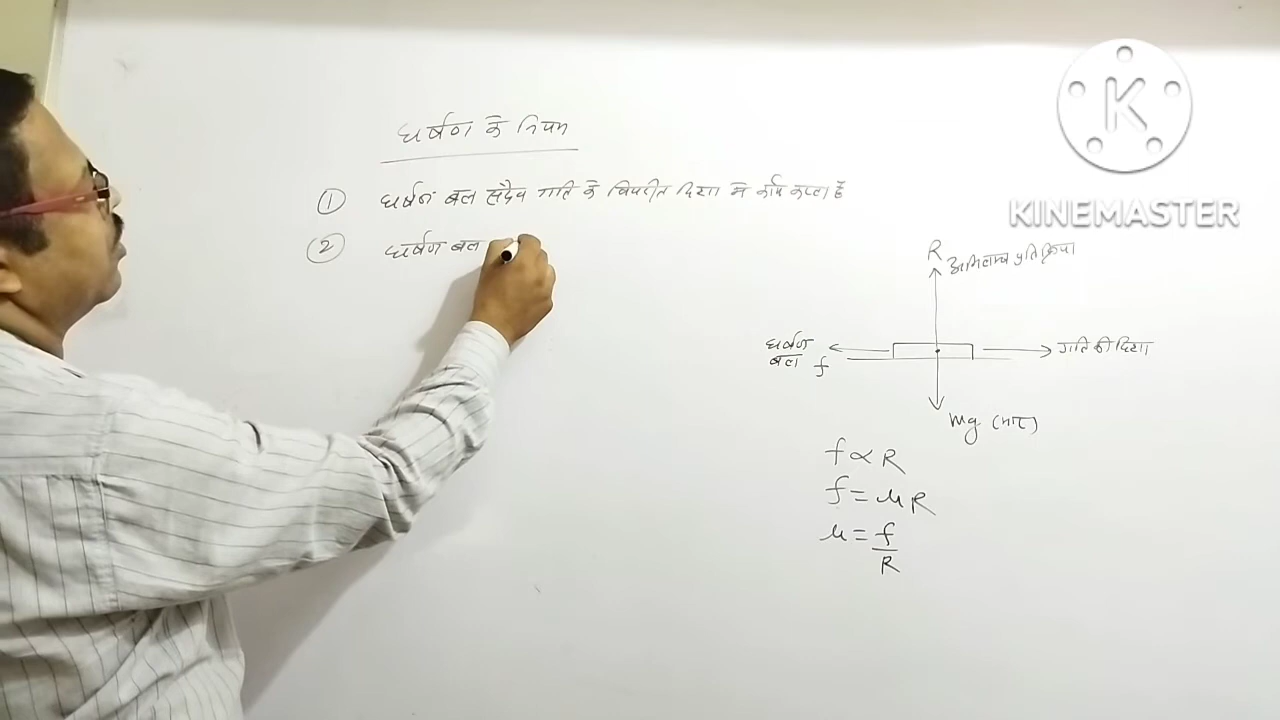 घर्षण के नियम
① घर्षण बल सदैव गति के विपरीत दिशा मे कार्य करता है
② घर्षण बल
R अभिलम्ब प्रतिक्रिया
घर्षण बल f
गति की दिशा
mg (भार)
f ∝ R
f = μR
μ = f/R
K
KINEMASTER